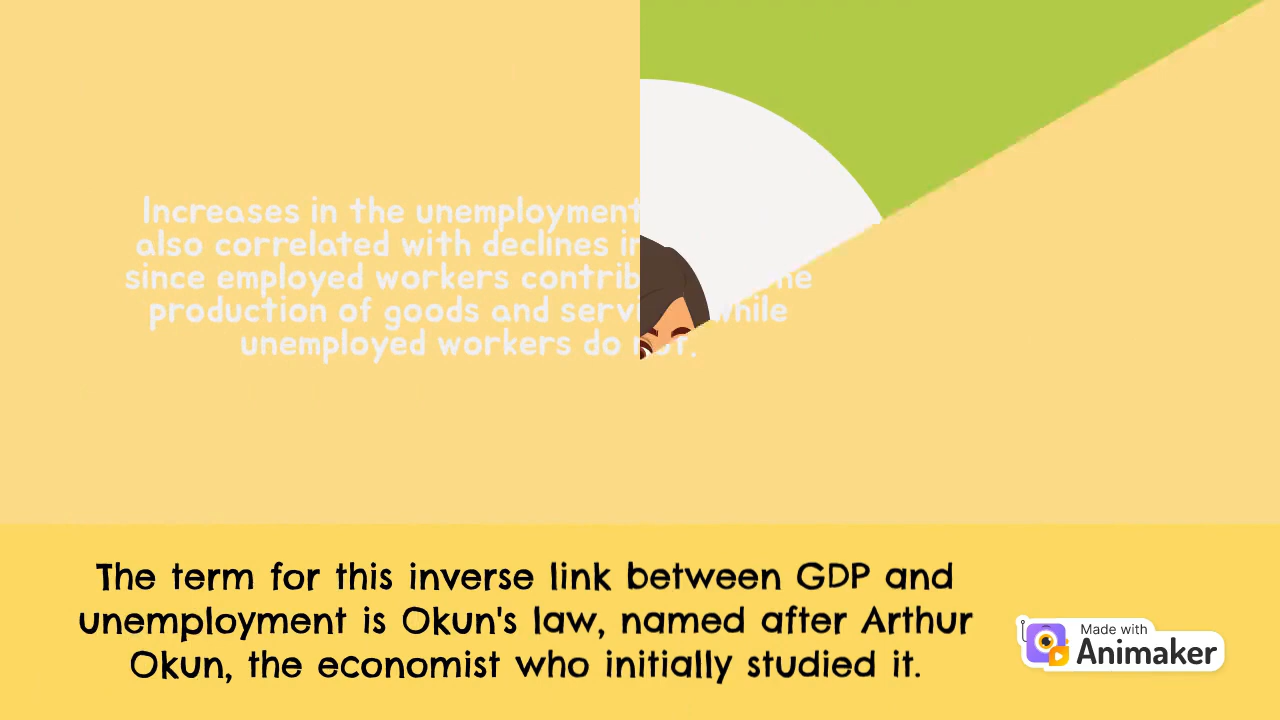 Increases in the unemployment
also correlated with declines in
since employed workers
production of goods and while
unemployed workers do
The term for this inverse link between GDP and
unemployment is Okun's law, named after Arthur
Okun, the economist who initially studied it.
Made with
Animaker